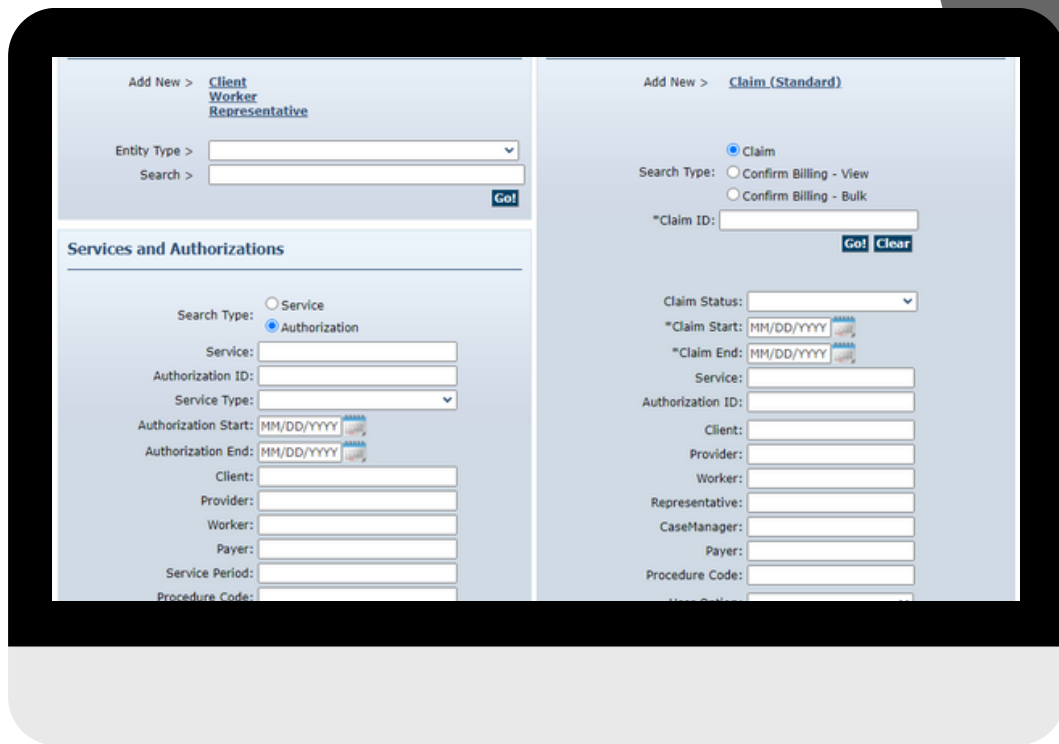 Add New > Client
Worker
Representative
Entity Type >
Search >
Go!
Services and Authorizations
Search Type: Service
Authorization
Service:
Authorization ID:
Service Type:
Authorization Start: MM/DD/YYYY
Authorization End: MM/DD/YYYY
Client:
Provider:
Worker:
Payer:
Service Period:
Procedure Code:
Add New > Claim (Standard)
Claim
Search Type: Confirm Billing - View
Confirm Billing - Bulk
*Claim ID:
Go! Clear
Claim Status:
*Claim Start: MM/DD/YYYY
*Claim End: MM/DD/YYYY
Service:
Authorization ID:
Client:
Provider:
Worker:
Representative:
CaseManager:
Payer:
Procedure Code: